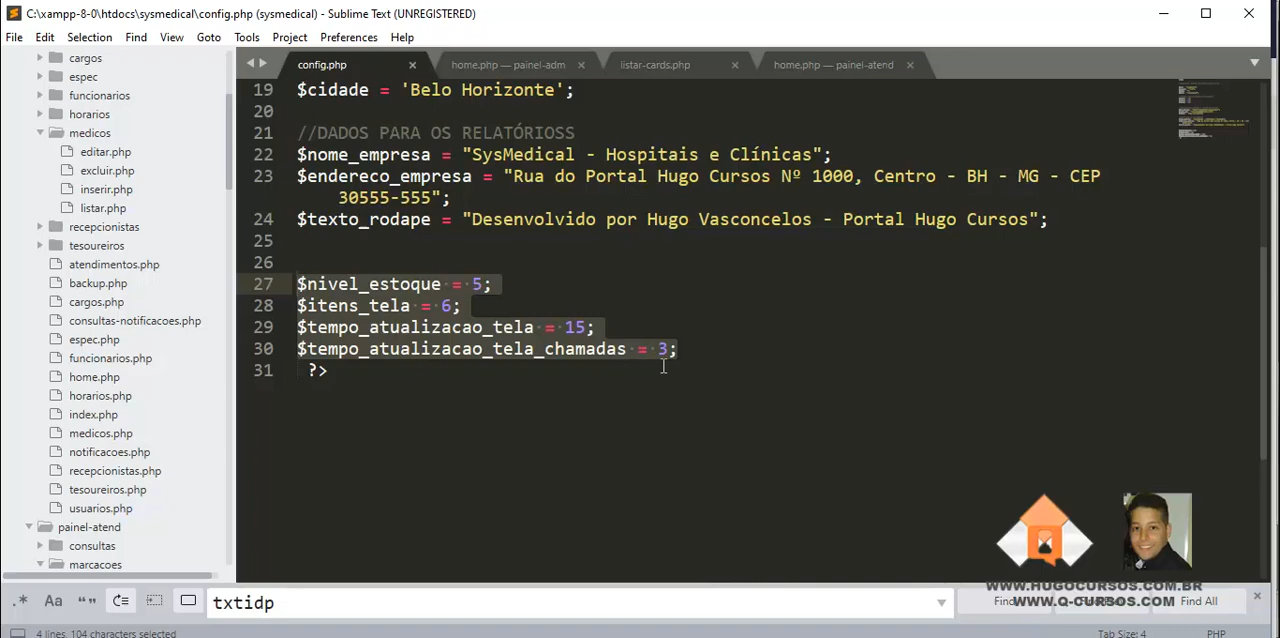 C:\xampp-8-0\htdocs\sysmedical\config.php (sysmedical) - Sublime Text (UNREGISTERED)
File Edit Selection Find View Goto Tools Project Preferences Help
cargos
espec
funcionarios
horarios
medicos
editar.php
excluir.php
inserir.php
listar.php
recepcionistas
tesoureiros
atendimentos.php
backup.php
cargos.php
consultas-notificacoes.php
espec.php
funcionarios.php
home.php
horarios.php
index.php
medicos.php
notificacoes.php
recepcionistas.php
tesoureiros.php
usuarios.php
painel-atend
consultas
marcacoes
config.php home.php — painel-adm listar-cards.php home.php — painel-atend
19 $cidade = 'Belo Horizonte';
20
21 //DADOS PARA OS RELATÓRIOSS
22 $nome_empresa = "SysMedical - Hospitais e Clínicas";
23 $endereco_empresa = "Rua do Portal Hugo Cursos Nº 1000, Centro - BH - MG - CEP
30555-555";
24 $texto_rodape = "Desenvolvido por Hugo Vasconcelos - Portal Hugo Cursos";
25
26
27 $nivel_estoque = 5;
28 $itens_tela = 6;
29 $tempo_atualizacao_tela = 15;
30 $tempo_atualizacao_tela_chamadas = 3;
31 ?>
WWW.HUGOCURSOS.COM.BR
WWW.Q-CURSOS.COM
.* Aa “” txtidp Find Find All
4 lines, 104 characters selected Tab Size: 4 PHP